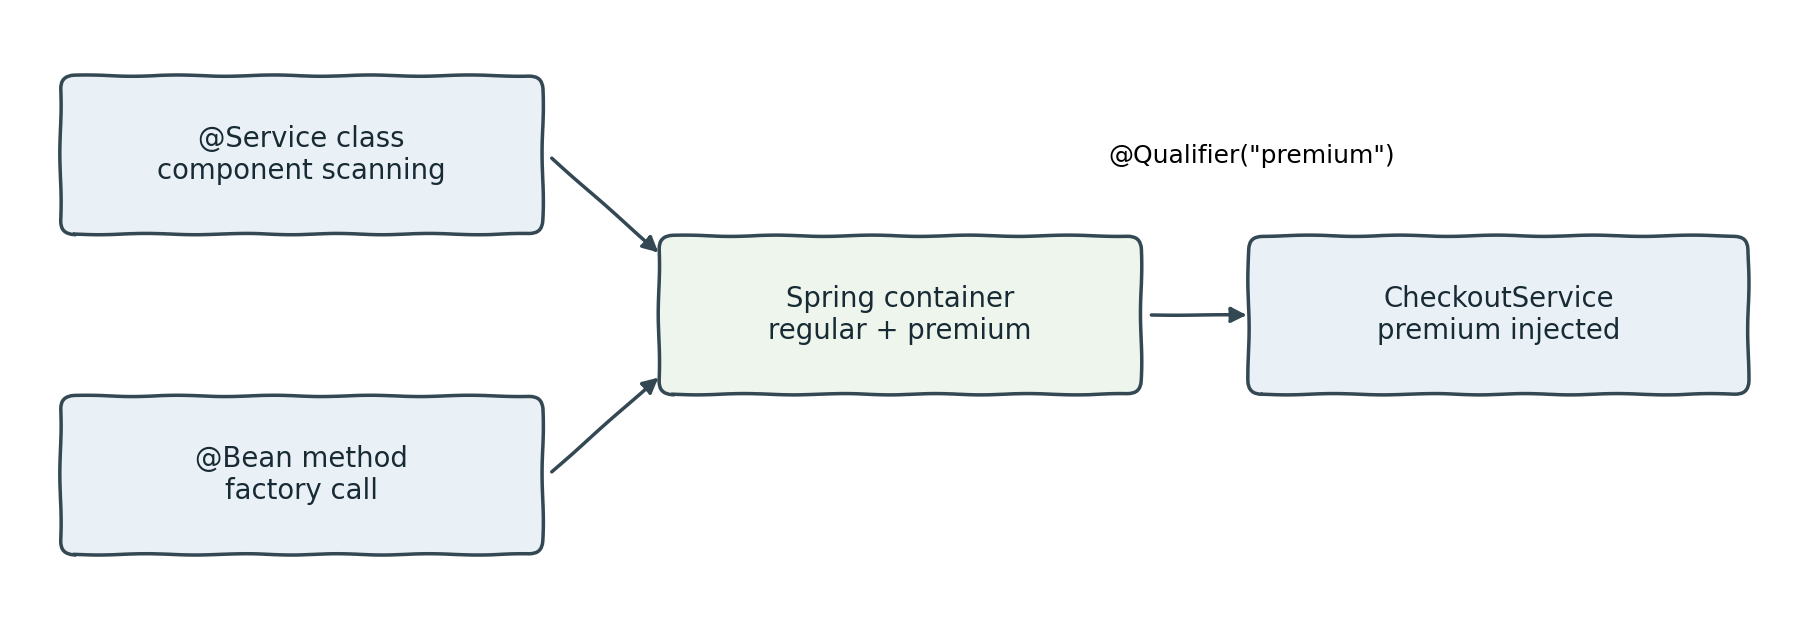 @Service class
component scanning
@Bean method
factory call
Spring container
regular + premium
@Qualifier("premium")
CheckoutService
premium injected